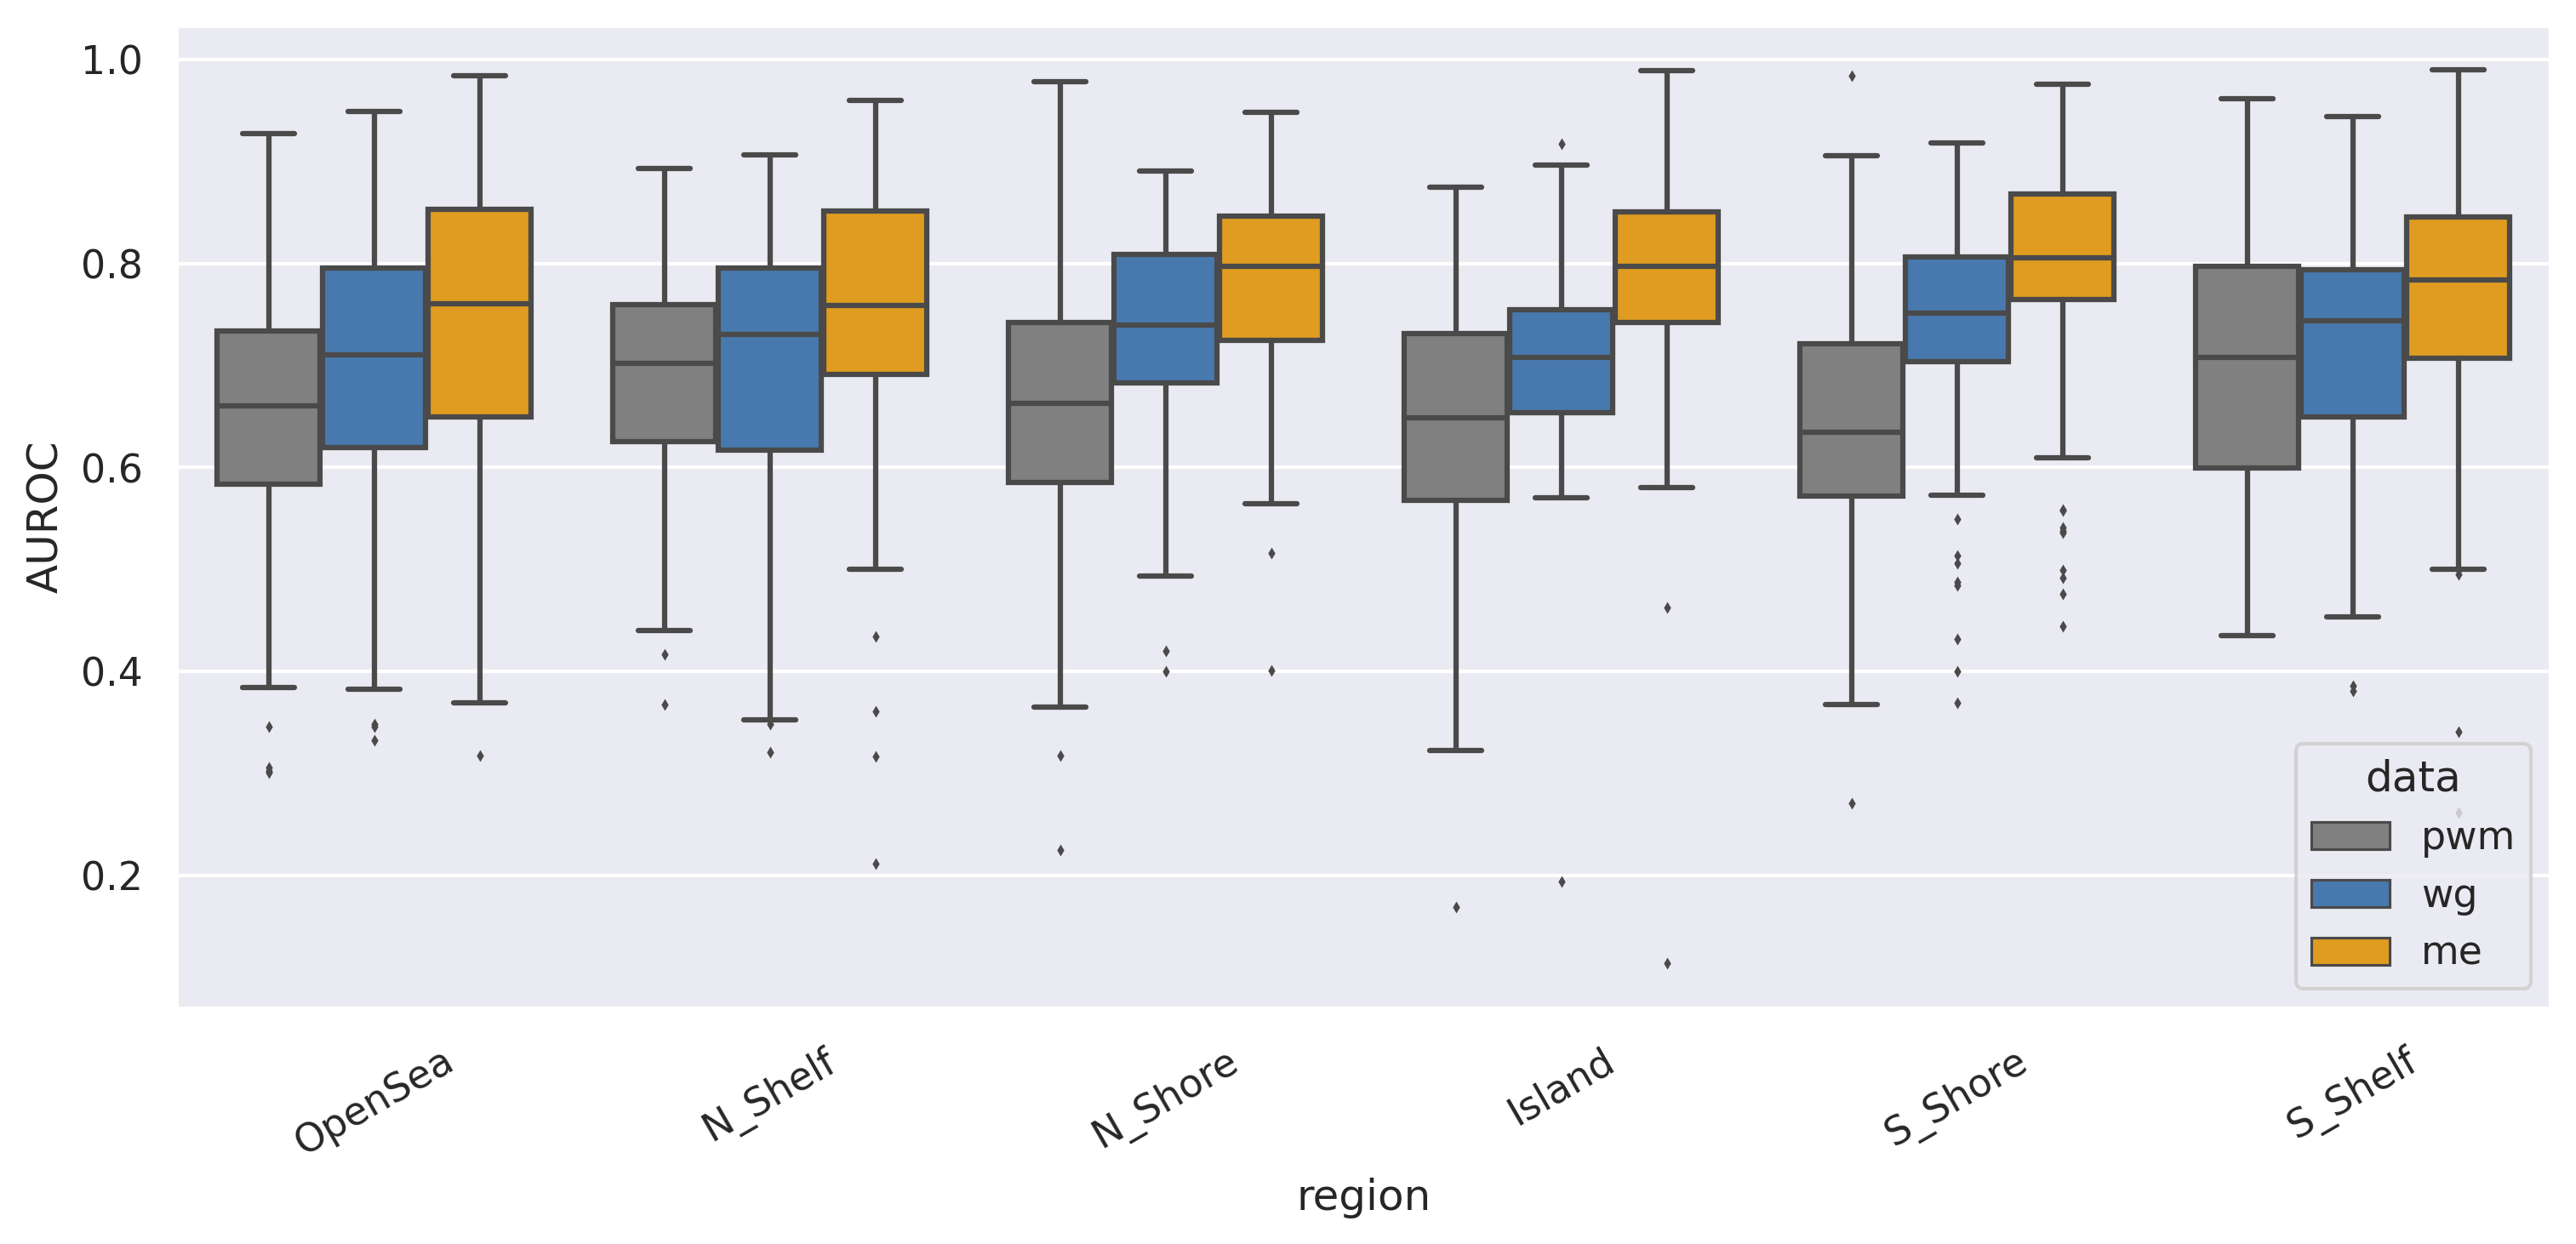 1.0
0.8
0.6
0.4
0.2
AUROC
OpenSea
N_Shelf
N_Shore
Island
S_Shore
S_Shelf
region
data
pwm
wg
me